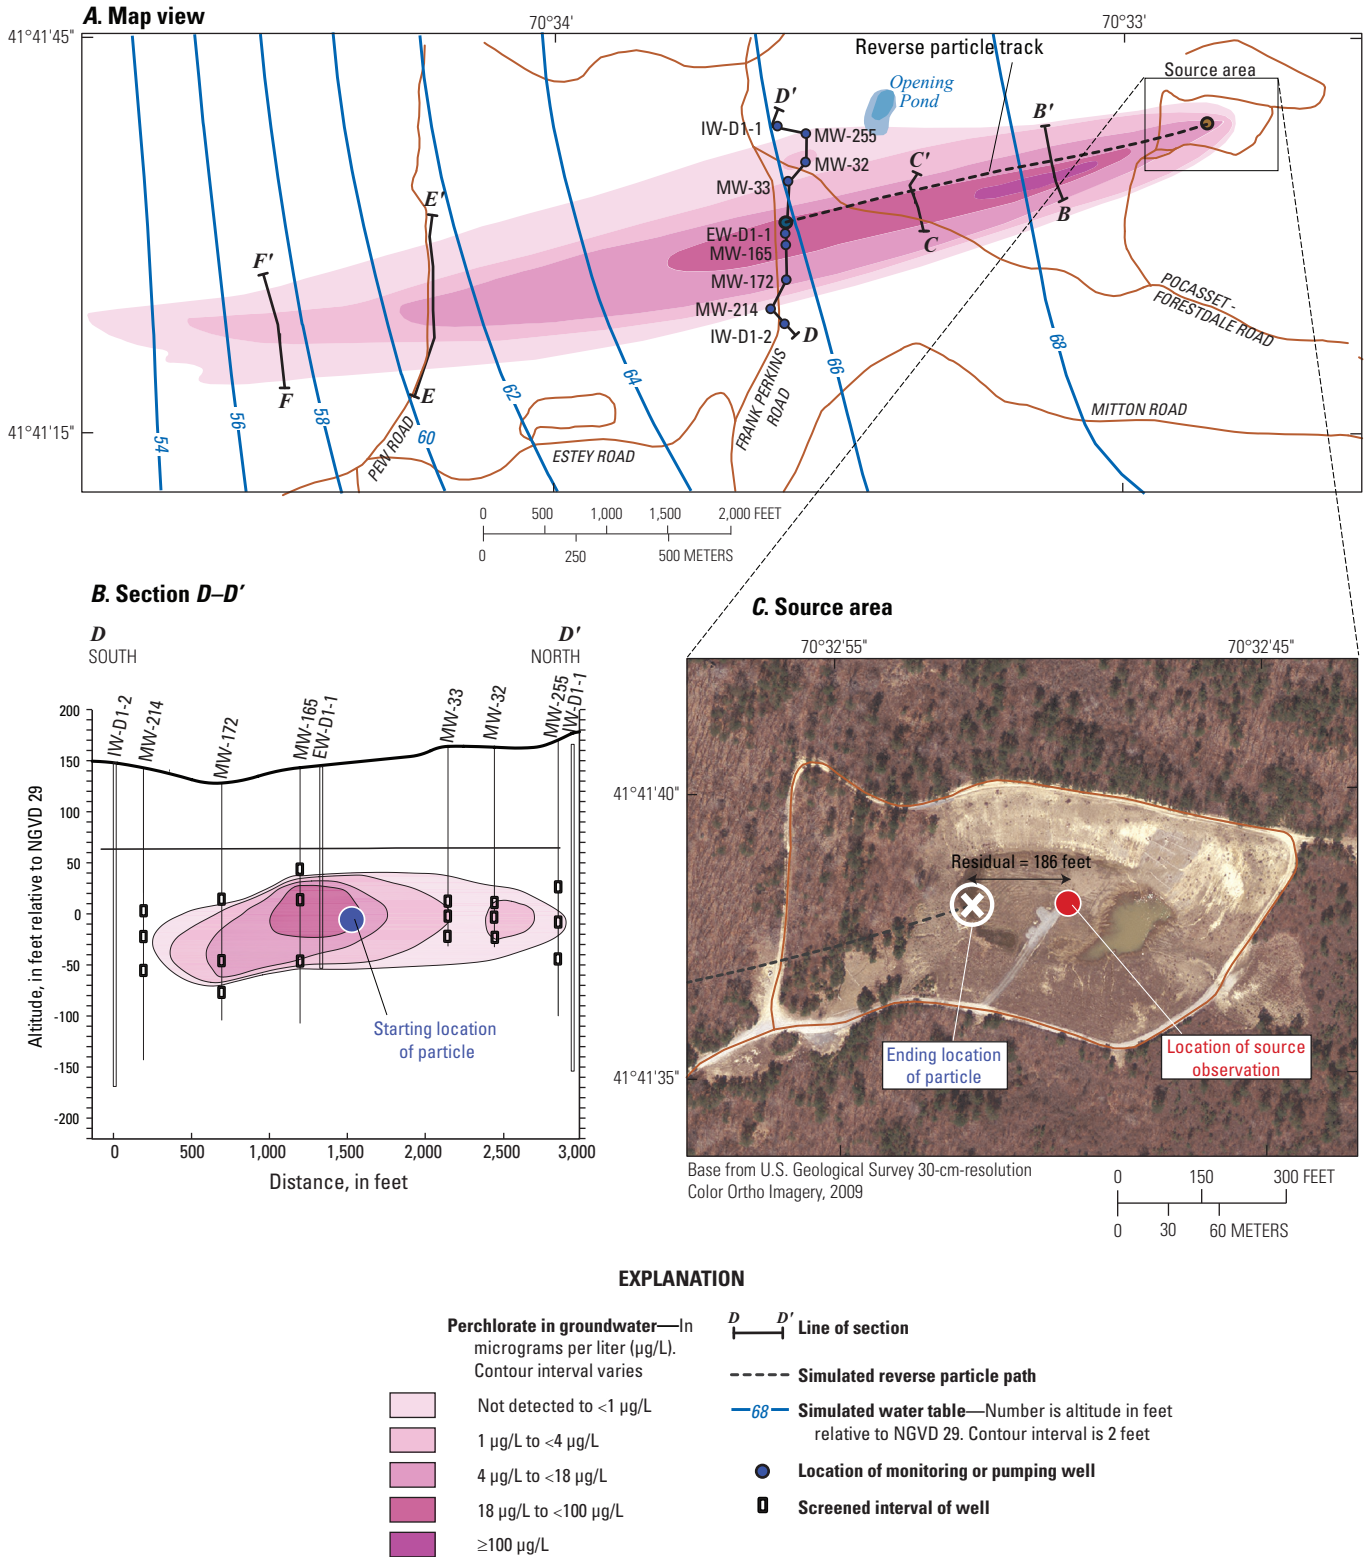 A. Map view
70°34'
70°33'
41°41'45"
Reverse particle track
Source area
Opening
Pond
D'
IW-D1-1
MW-255
MW-32
MW-33
B'
C'
EW-D1-1
MW-165
MW-172
MW-214
IW-D1-2
D
C
B
E'
F'
F
E
POCASSET-
FORESTDALE ROAD
MITTON ROAD
FRANK PERKINS
ROAD
ESTEY ROAD
PEW ROAD
54
56
58
60
62
64
66
68
41°41'15"
0 500 1,000 1,500 2,000 FEET
0 250 500 METERS
B. Section D–D'
D
SOUTH
D'
NORTH
IW-D1-2
MW-214
MW-172
MW-165
EW-D1-1
MW-33
MW-32
MW-255
IW-D1-1
200
150
100
50
0
-50
-100
-150
-200
Altitude, in feet relative to NGVD 29
Starting location
of particle
0 500 1,000 1,500 2,000 2,500 3,000
Distance, in feet
C. Source area
70°32'55"
70°32'45"
41°41'40"
41°41'35"
Residual = 186 feet
Ending location
of particle
Location of source
observation
Base from U.S. Geological Survey 30-cm-resolution
Color Ortho Imagery, 2009
0 150 300 FEET
0 30 60 METERS
EXPLANATION
Perchlorate in groundwater—In
micrograms per liter (µg/L).
Contour interval varies
Not detected to <1 µg/L
1 µg/L to <4 µg/L
4 µg/L to <18 µg/L
18 µg/L to <100 µg/L
≥100 µg/L
D D'
Line of section
Simulated reverse particle path
68
Simulated water table—Number is altitude in feet
relative to NGVD 29. Contour interval is 2 feet
Location of monitoring or pumping well
Screened interval of well